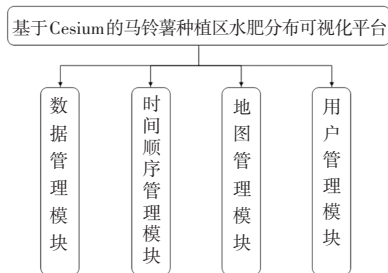 基于Cesium的马铃薯种植区水肥分布可视化平台
数据管理模块
时间顺序管理模块
地图管理模块
用户管理模块